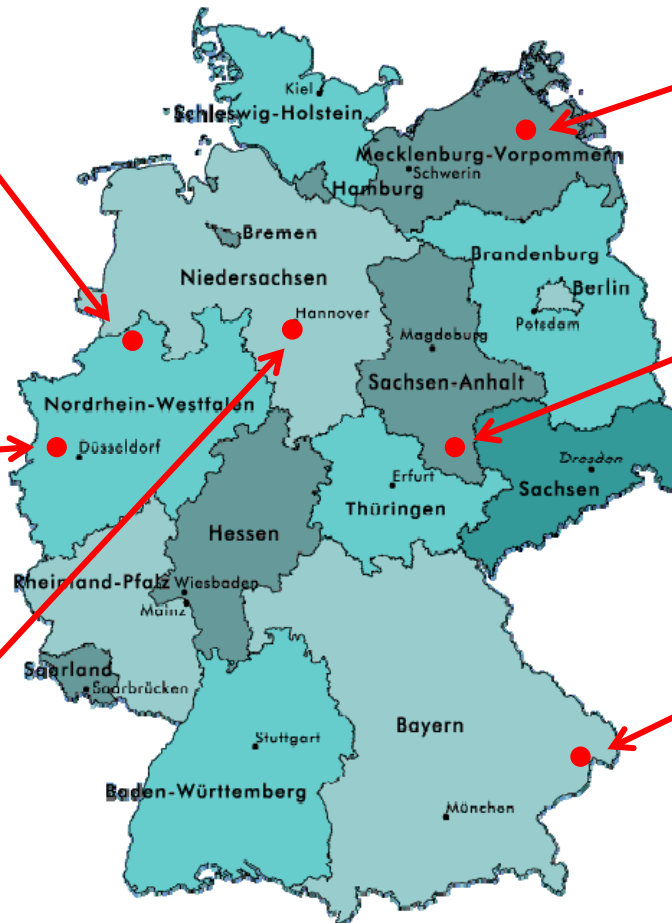 Kiel
Schleswig-Holstein
Mecklenburg-Vorpommern
Schwerin
Hamburg
Bremen
Brandenburg
Niedersachsen
Berlin
Hannover
Potsdam
Magdeburg
Sachsen-Anhalt
Nordrhein-Westfalen
Düsseldorf
Dresden
Erfurt
Sachsen
Thüringen
Hessen
Rheinland-Pfalz
Wiesbaden
Mainz
Saarland
Saarbrücken
Bayern
Stuttgart
Baden-Württemberg
München